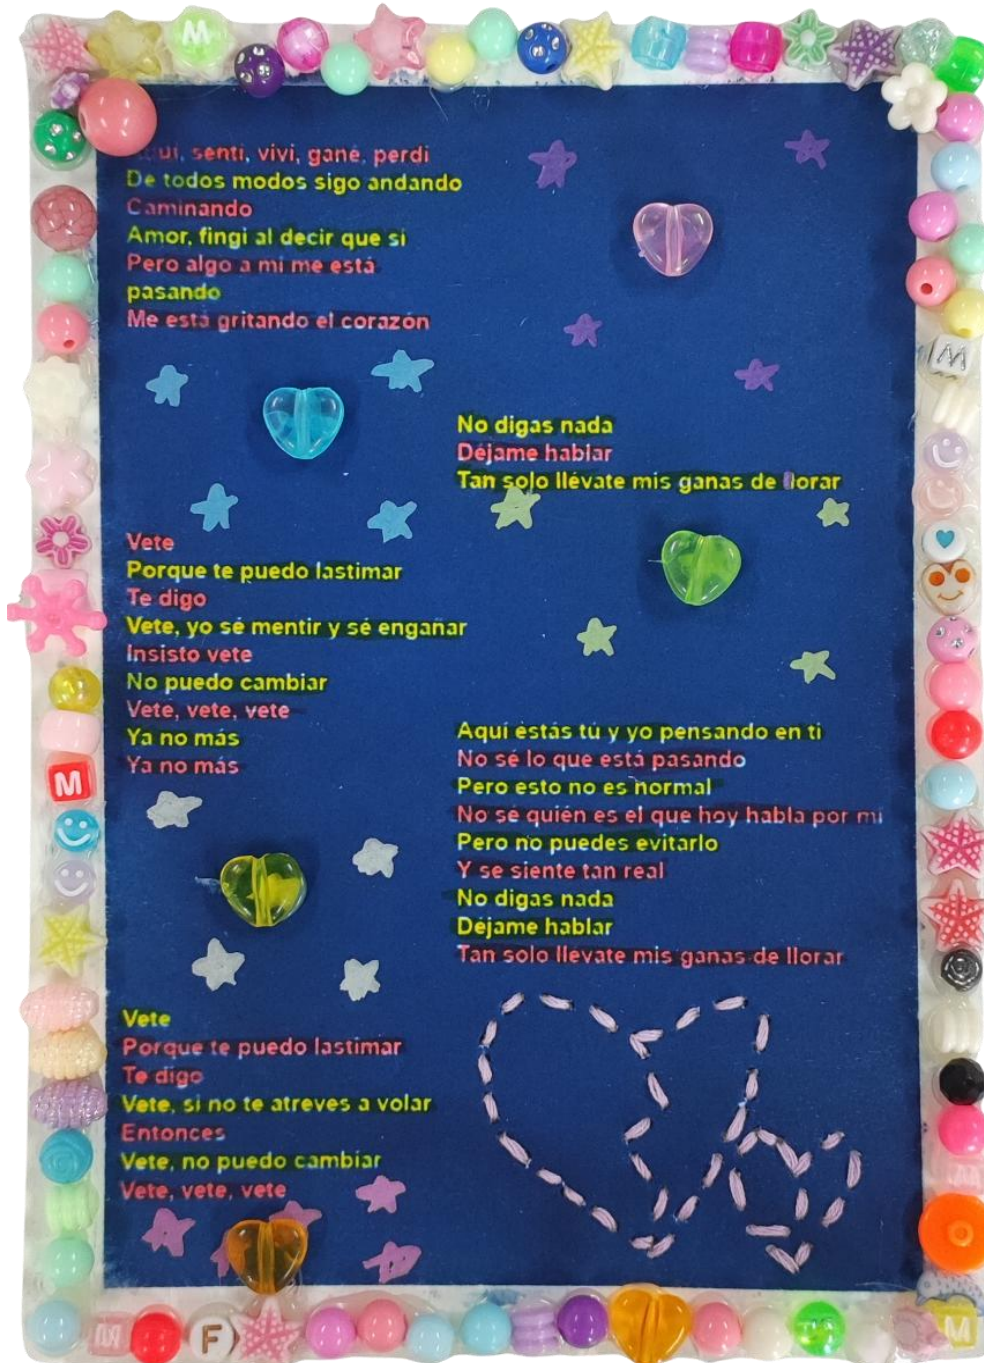 quí, sentí, viví, gané, perdí
De todos modos sigo andando
Caminando
Amor, fingí al decir que sí
Pero algo a mí me está
pasando
Me está gritando el corazón
No digas nada
Déjame hablar
Tan solo llévate mis ganas de llorar
Vete
Porque te puedo lastimar
Te digo
Vete, yo sé mentir y sé engañar
Insisto vete
No puedo cambiar
Vete, vete, vete
Ya no más
Ya no más
Aquí estás tú y yo pensando en ti
No sé lo que está pasando
Pero esto no es normal
No sé quién es el que hoy habla por mí
Pero no puedes evitarlo
Y se siente tan real
No digas nada
Déjame hablar
Tan solo llévate mis ganas de llorar
Vete
Porque te puedo lastimar
Te digo
Vete, si no te atreves a volar
Entonces
Vete, no puedo cambiar
Vete, vete, vete
M
M
M
F
M